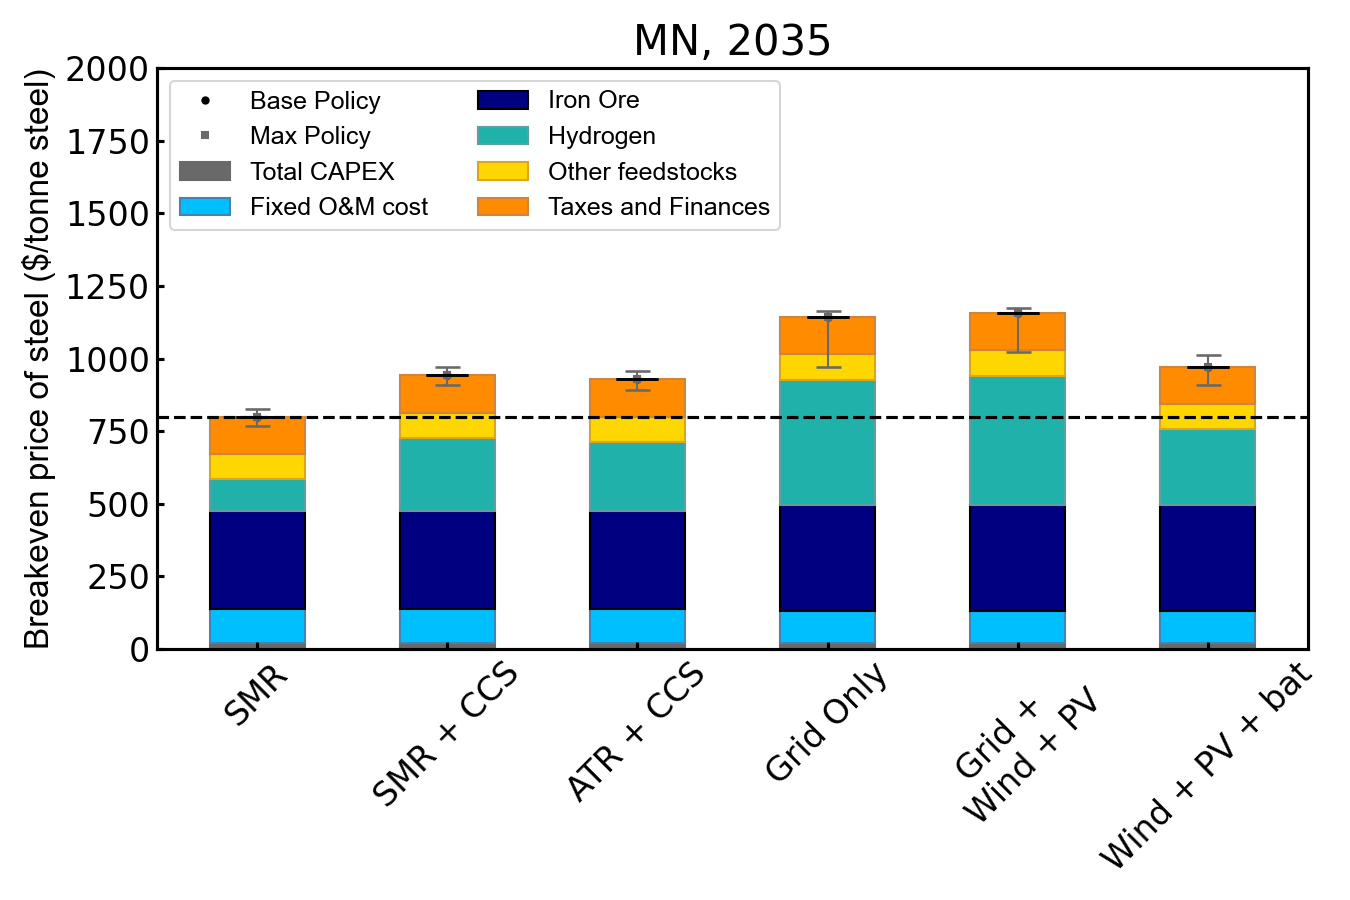 MN, 2035
Breakeven price of steel ($/tonne steel)
2000
1750
1500
1250
1000
750
500
250
0
Base Policy
Max Policy
Total CAPEX
Fixed O&M cost
Iron Ore
Hydrogen
Other feedstocks
Taxes and Finances
SMR
SMR + CCS
ATR + CCS
Grid Only
Grid +
Wind + PV
Wind + PV + bat